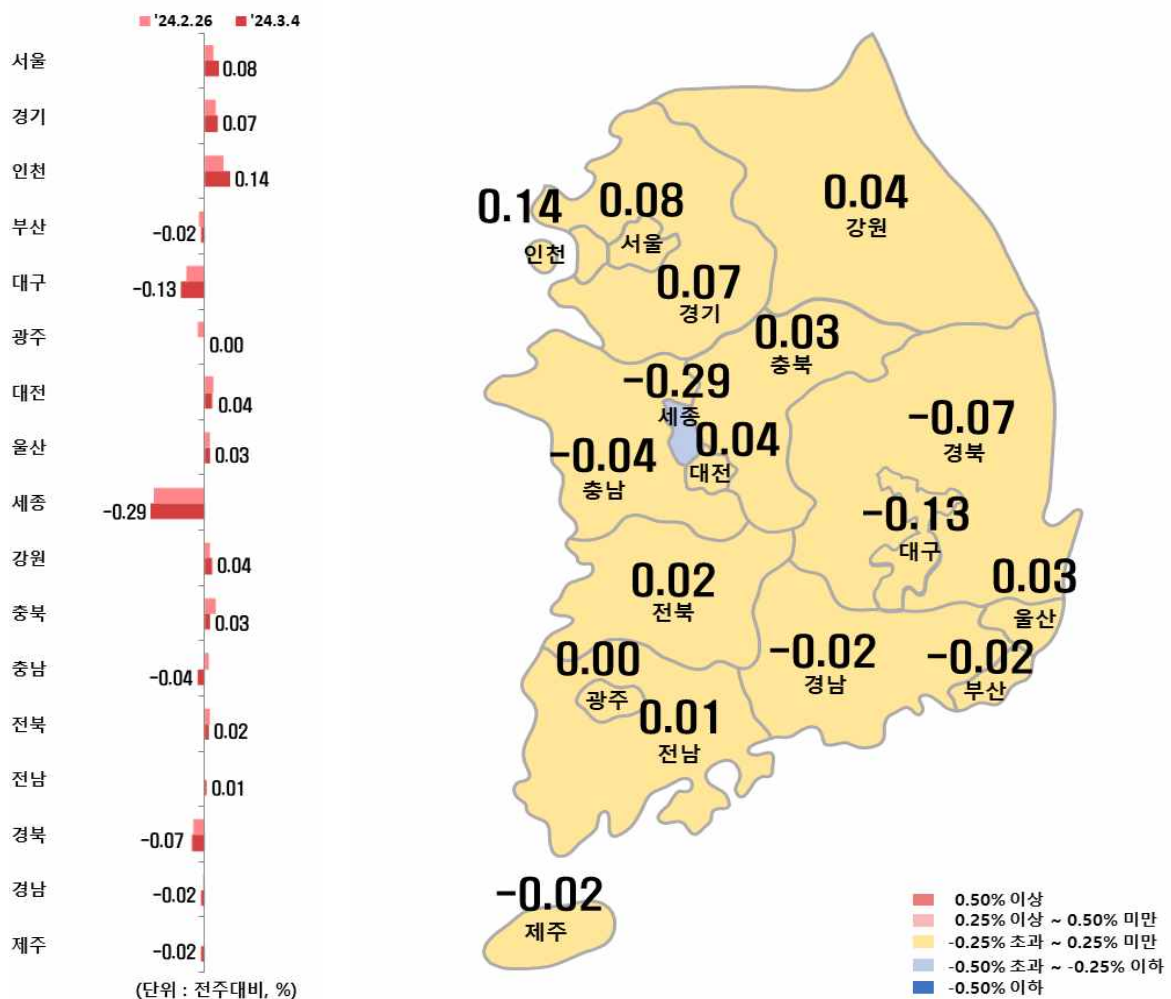 '24.2.26 '24.3.4
서울 0.08
경기 0.07
인천 0.14
부산 -0.02
대구 -0.13
광주 0.00
대전 0.04
울산 0.03
세종 -0.29
강원 0.04
충북 0.03
충남 -0.04
전북 0.02
전남 0.01
경북 -0.07
경남 -0.02
제주 -0.02
(단위 : 전주대비, %)
0.14
인천
0.08
서울
0.04
강원
0.07
경기
0.03
충북
-0.29
세종
-0.07
경북
0.04
대전
-0.04
충남
-0.13
대구
0.03
울산
0.02
전북
0.00
광주
-0.02
경남
-0.02
부산
0.01
전남
-0.02
제주
0.50% 이상
0.25% 이상 ~ 0.50% 미만
-0.25% 초과 ~ 0.25% 미만
-0.50% 초과 ~ -0.25% 이하
-0.50% 이하